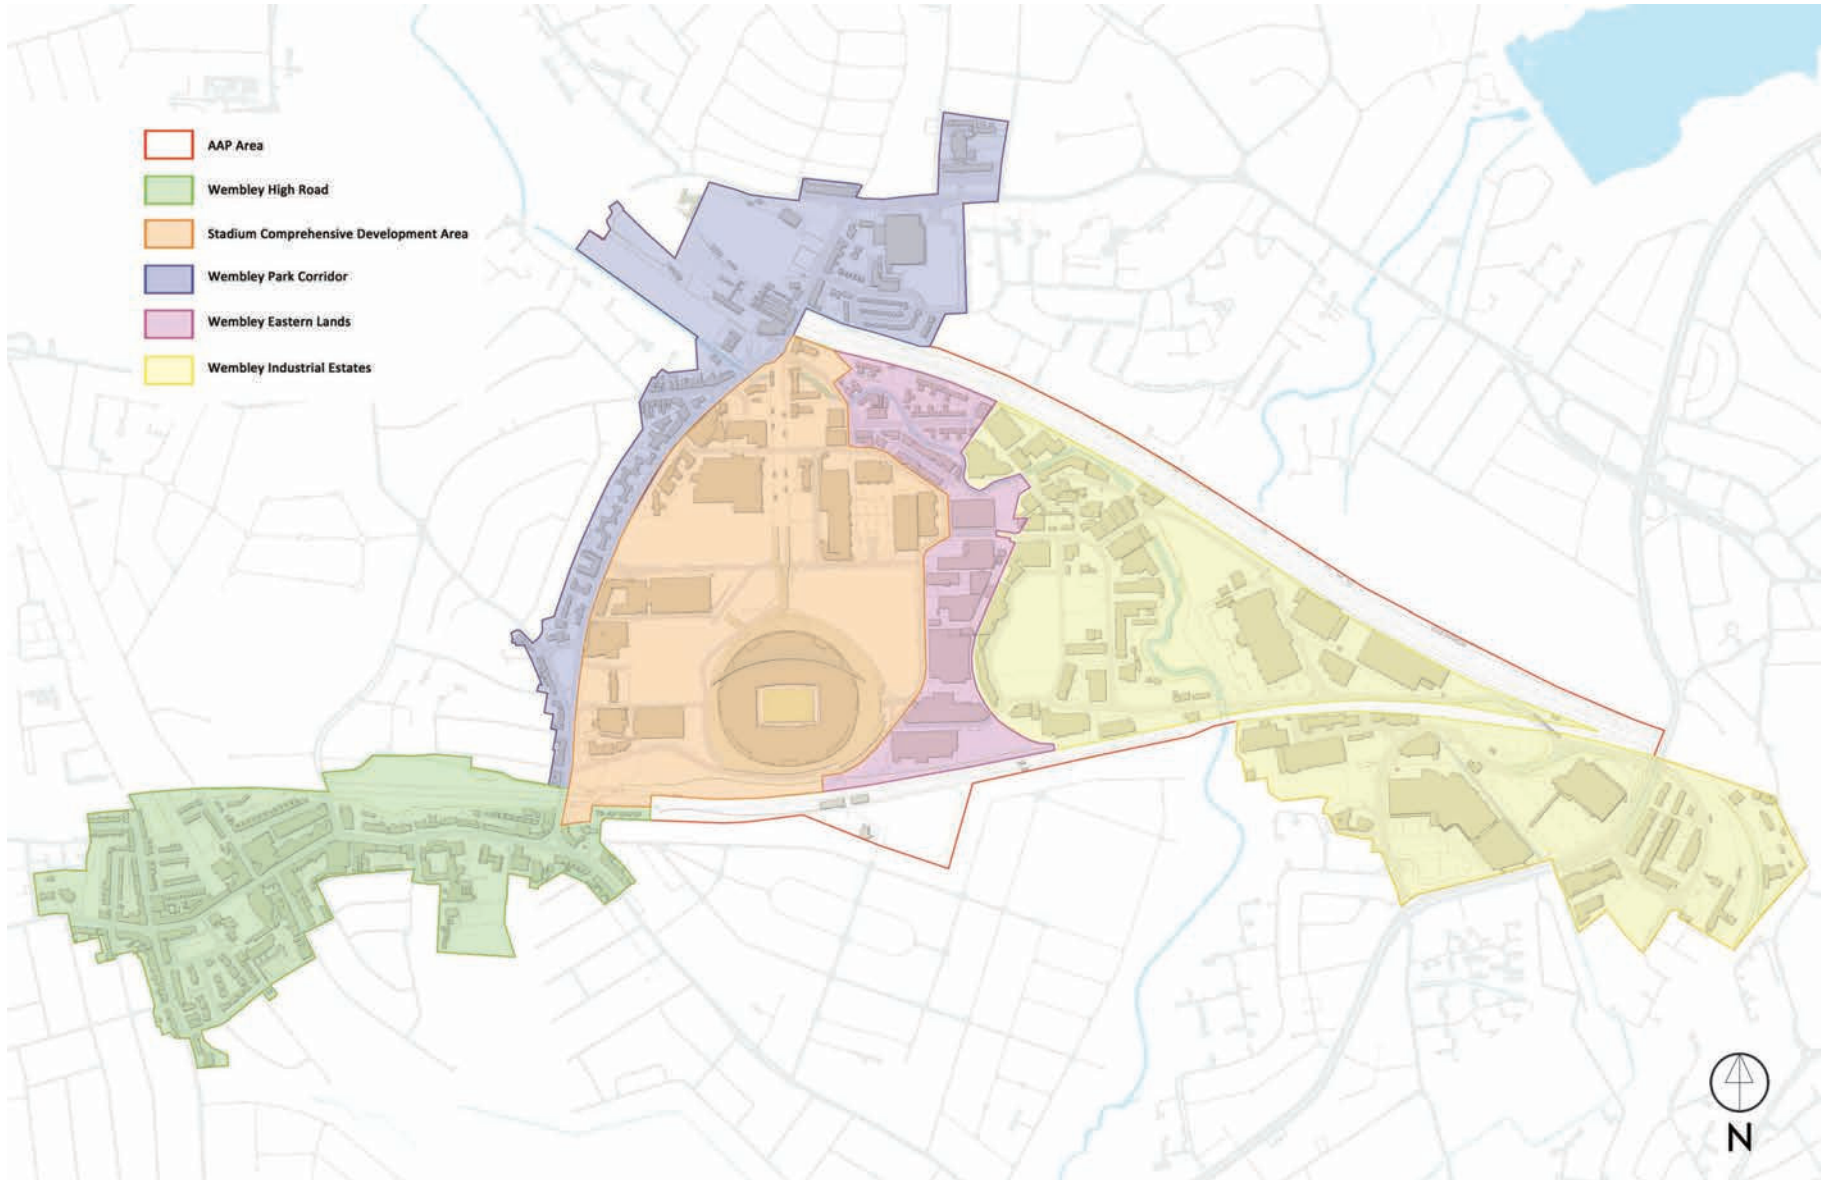 AAP Area
Wembley High Road
Stadium Comprehensive Development Area
Wembley Park Corridor
Wembley Eastern Lands
Wembley Industrial Estates
N